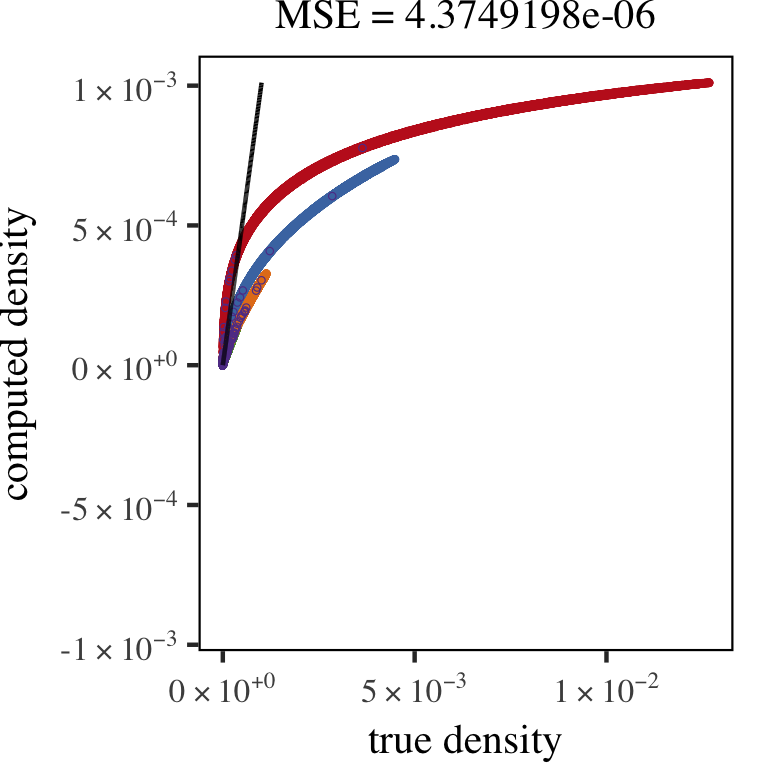 MSE = 4.3749198e-06
computed density
1 × 10⁻³
5 × 10⁻⁴
0 × 10⁺⁰
-5 × 10⁻⁴
-1 × 10⁻³
0 × 10⁺⁰ 5 × 10⁻³ 1 × 10⁻²
true density